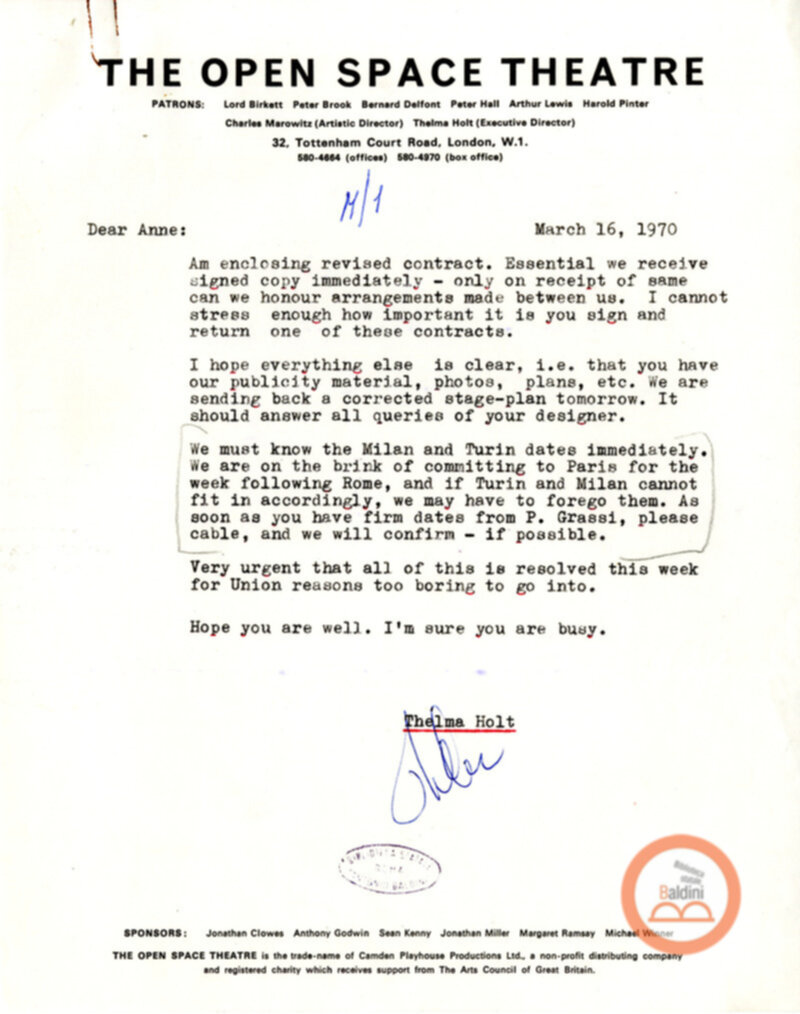 THE OPEN SPACE THEATRE
PATRONS: Lord Birkett Peter Brook Bernard Delfont Peter Hall Arthur Lewis Harold Pinter
Charles Marowitz (Artistic Director) Thelma Holt (Executive Director)
32, Tottenham Court Road, London, W.1.
580-4664 (offices) 580-4970 (box office)
M/1
Dear Anne: March 16, 1970
Am enclosing revised contract. Essential we receive
signed copy immediately - only on receipt of same
can we honour arrangements made between us. I cannot
stress enough how important it is you sign and
return one of these contracts.
I hope everything else is clear, i.e. that you have
our publicity material, photos, plans, etc. We are
sending back a corrected stage-plan tomorrow. It
should answer all queries of your designer.
We must know the Milan and Turin dates immediately.
We are on the brink of committing to Paris for the
week following Rome, and if Turin and Milan cannot
fit in accordingly, we may have to forego them. As
soon as you have firm dates from P. Grassi, please
cable, and we will confirm - if possible.
Very urgent that all of this is resolved this week
for Union reasons too boring to go into.
Hope you are well. I'm sure you are busy.
Thelma Holt
ROMA
Biblioteca
statale
Baldini
SPONSORS: Jonathan Clowes Anthony Godwin Sean Kenny Jonathan Miller Margaret Ramsay Michael Winner
THE OPEN SPACE THEATRE is the trade-name of Camden Playhouse Productions Ltd., a non-profit distributing company
and registered charity which receives support from The Arts Council of Great Britain.